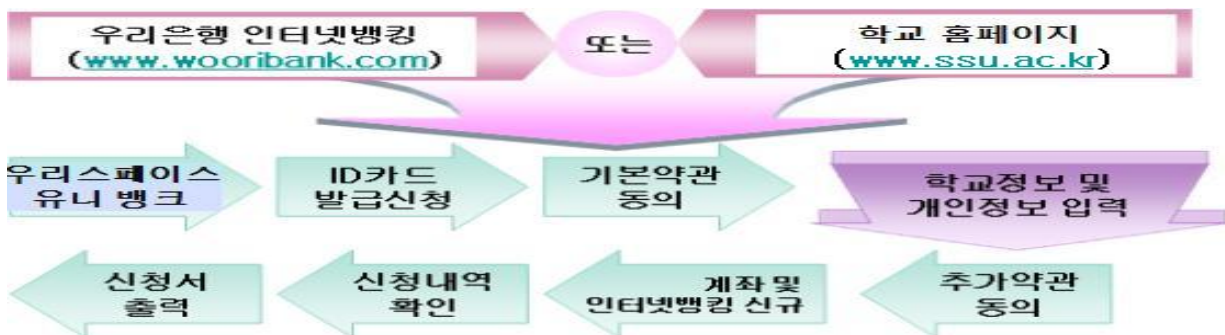 우리은행 인터넷뱅킹
(www.wooribank.com)
또는
학교 홈페이지
(www.ssu.ac.kr)
우리스페이스
유니 뱅크
ID카드
발급신청
기본약관
동의
학교정보 및
개인정보 입력
추가약관
동의
계좌 및
인터넷뱅킹 신규
신청내역
확인
신청서
출력